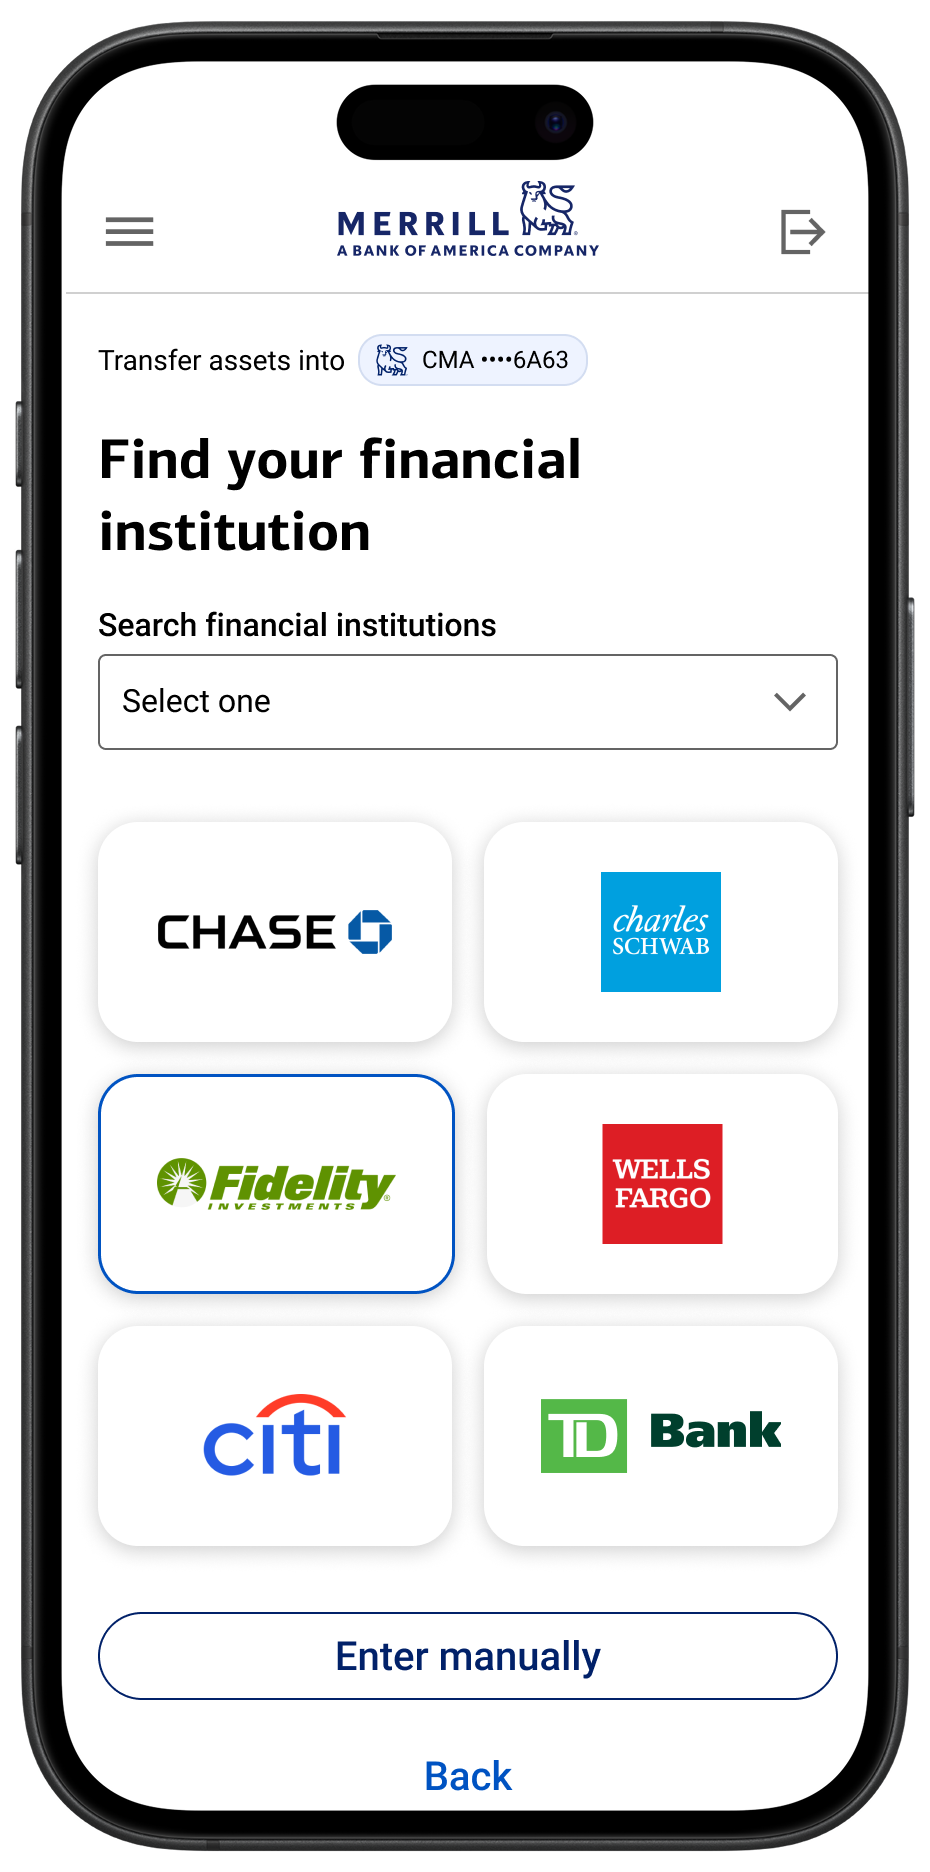 MERRILL
A BANK OF AMERICA COMPANY
Transfer assets into CMA ••••6A63
Find your financial
institution
Search financial institutions
Select one
CHASE
charles
SCHWAB
Fidelity
INVESTMENTS®
WELLS
FARGO
citi
TD Bank
Enter manually
Back